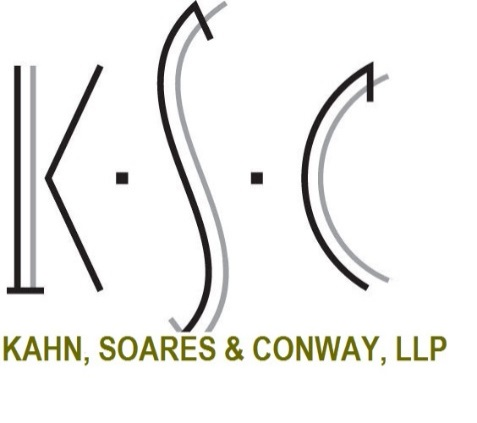 K·S·C
KAHN, SOARES & CONWAY, LLP